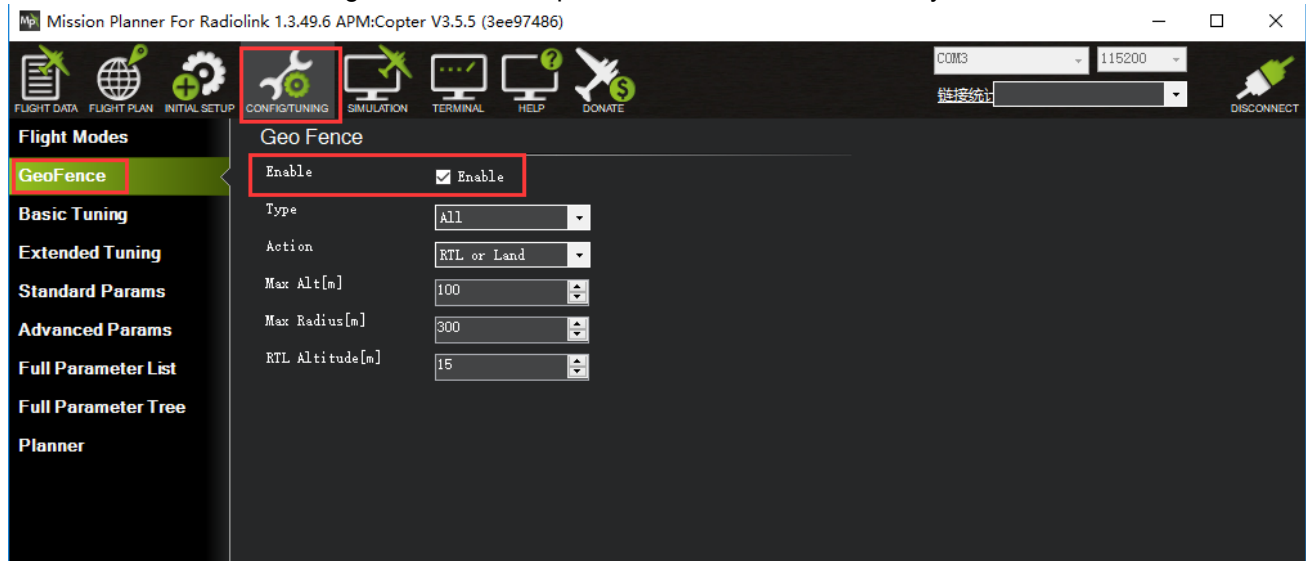 Mission Planner For Radiolink 1.3.49.6 APM:Copter V3.5.5 (3ee97486)
FLIGHT DATA FLIGHT PLAN INITIAL SETUP CONFIG/TUNING SIMULATION TERMINAL HELP DONATE
COM3 115200
链接统计
DISCONNECT
Flight Modes
GeoFence
Basic Tuning
Extended Tuning
Standard Params
Advanced Params
Full Parameter List
Full Parameter Tree
Planner
Geo Fence
Enable Enable
Type All
Action RTL or Land
Max Alt[m] 100
Max Radius[m] 300
RTL Altitude[m] 15